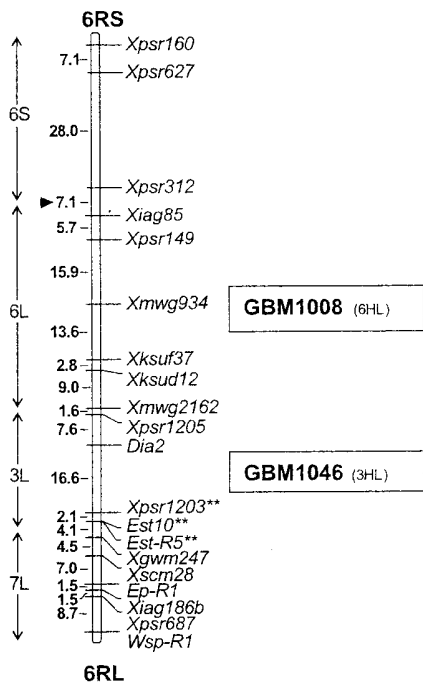 6RS
Xpsr160
7.1
Xpsr627
6S
28.0
Xpsr312
7.1
Xiag85
5.7
Xpsr149
15.9
GBM1008 (6HL)
Xmwg934
6L
13.6
Xksuf37
2.8
Xksud12
9.0
Xmwg2162
1.6
Xpsr1205
7.6
Dia2
GBM1046 (3HL)
3L
16.6
Xpsr1203**
2.1
Est10**
4.1
Est-R5**
4.5
Xgwm247
7.0
Xscm28
7L
1.5
Ep-R1
1.5
Xiag186b
8.7
Xpsr687
Wsp-R1
6RL